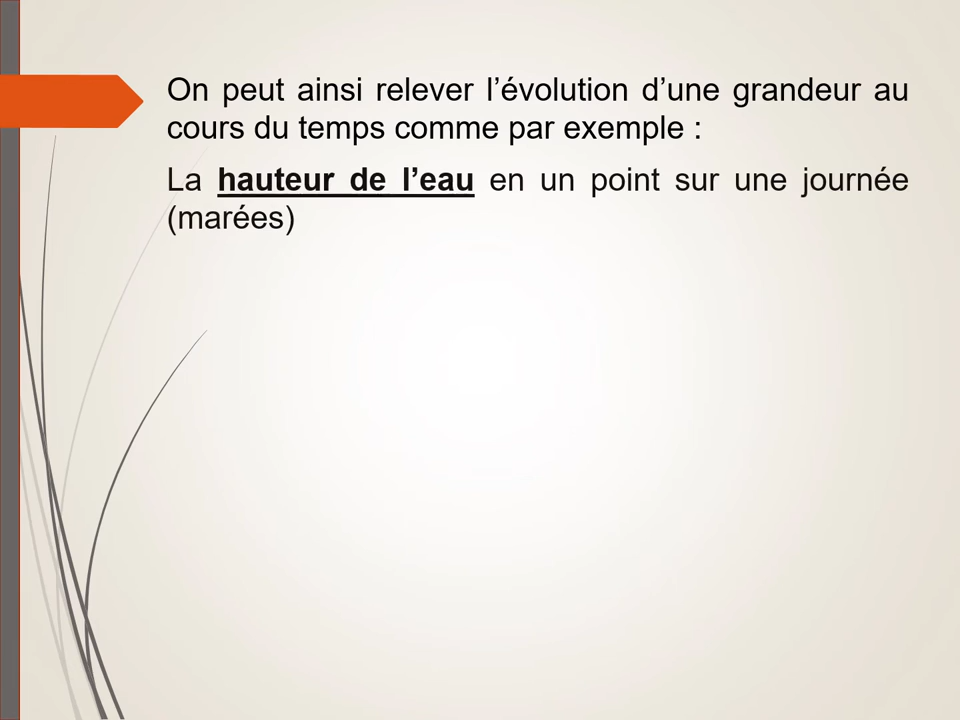 On peut ainsi relever l’évolution d’une grandeur au
cours du temps comme par exemple :
La hauteur de l’eau en un point sur une journée
(marées)